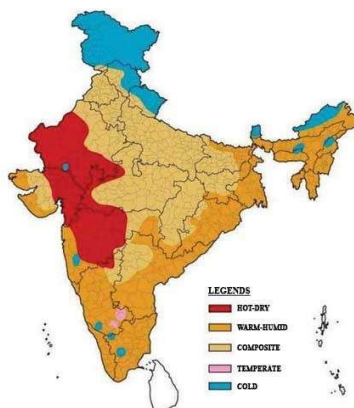 LEGENDS
HOT-DRY
WARM-HUMID
COMPOSITE
TEMPERATE
COLD